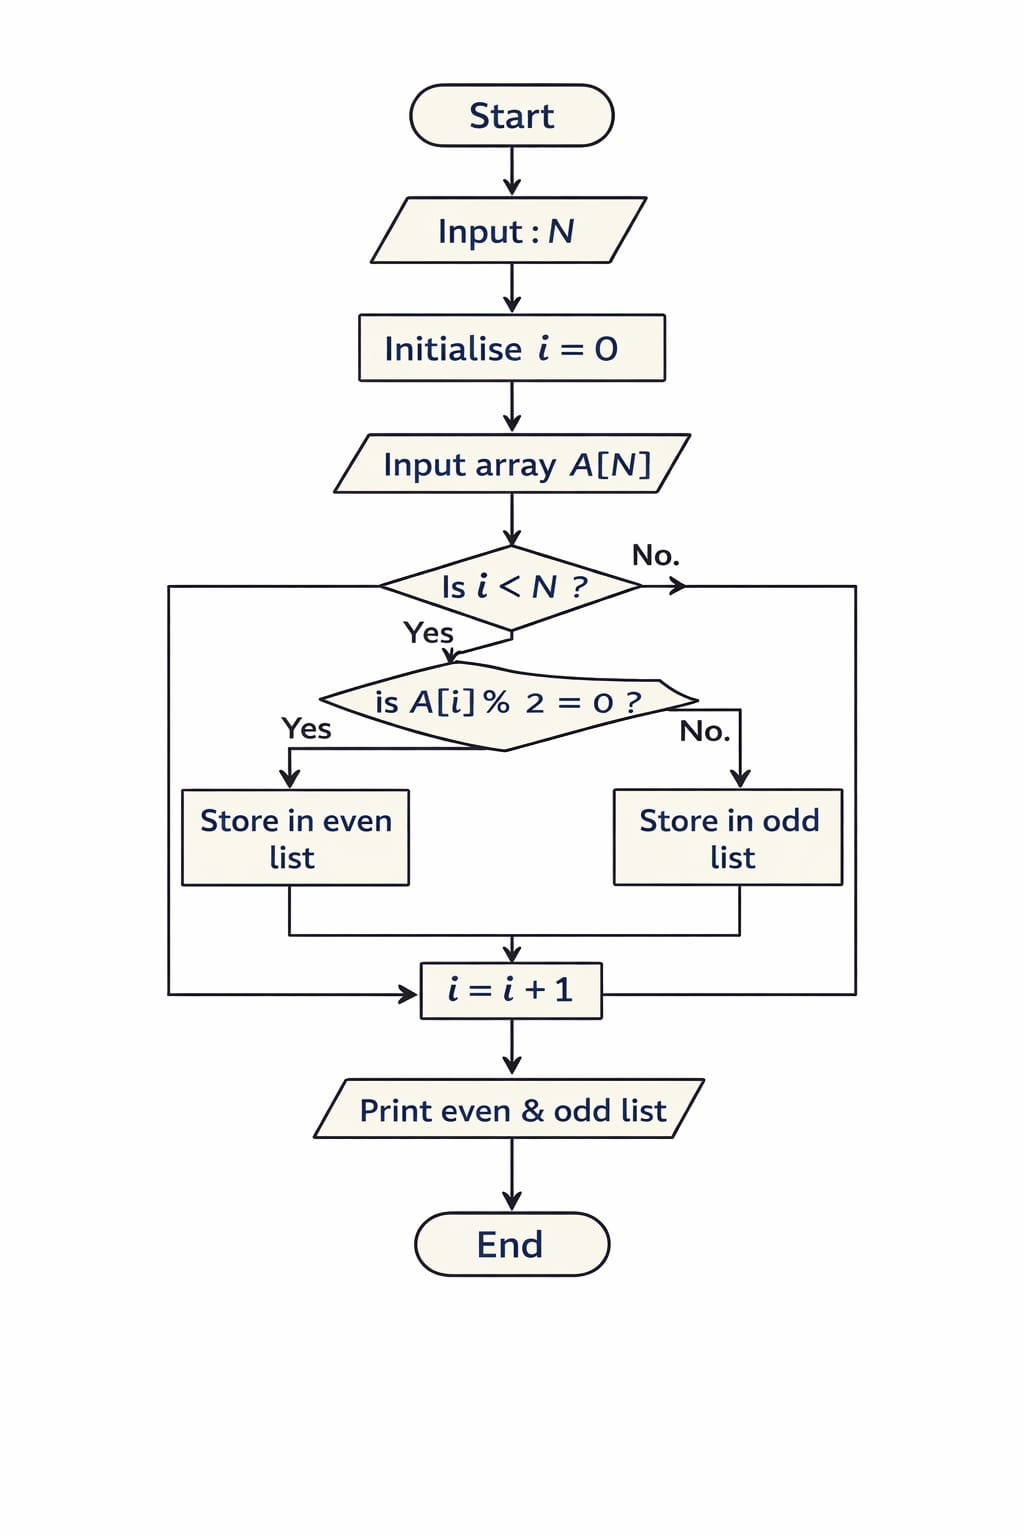 Start
Input : N
Initialise i = 0
Input array A[N]
No.
Is i < N ?
Yes
is A[i] % 2 = 0 ?
Yes
No.
Store in even
list
Store in odd
list
i = i + 1
Print even & odd list
End